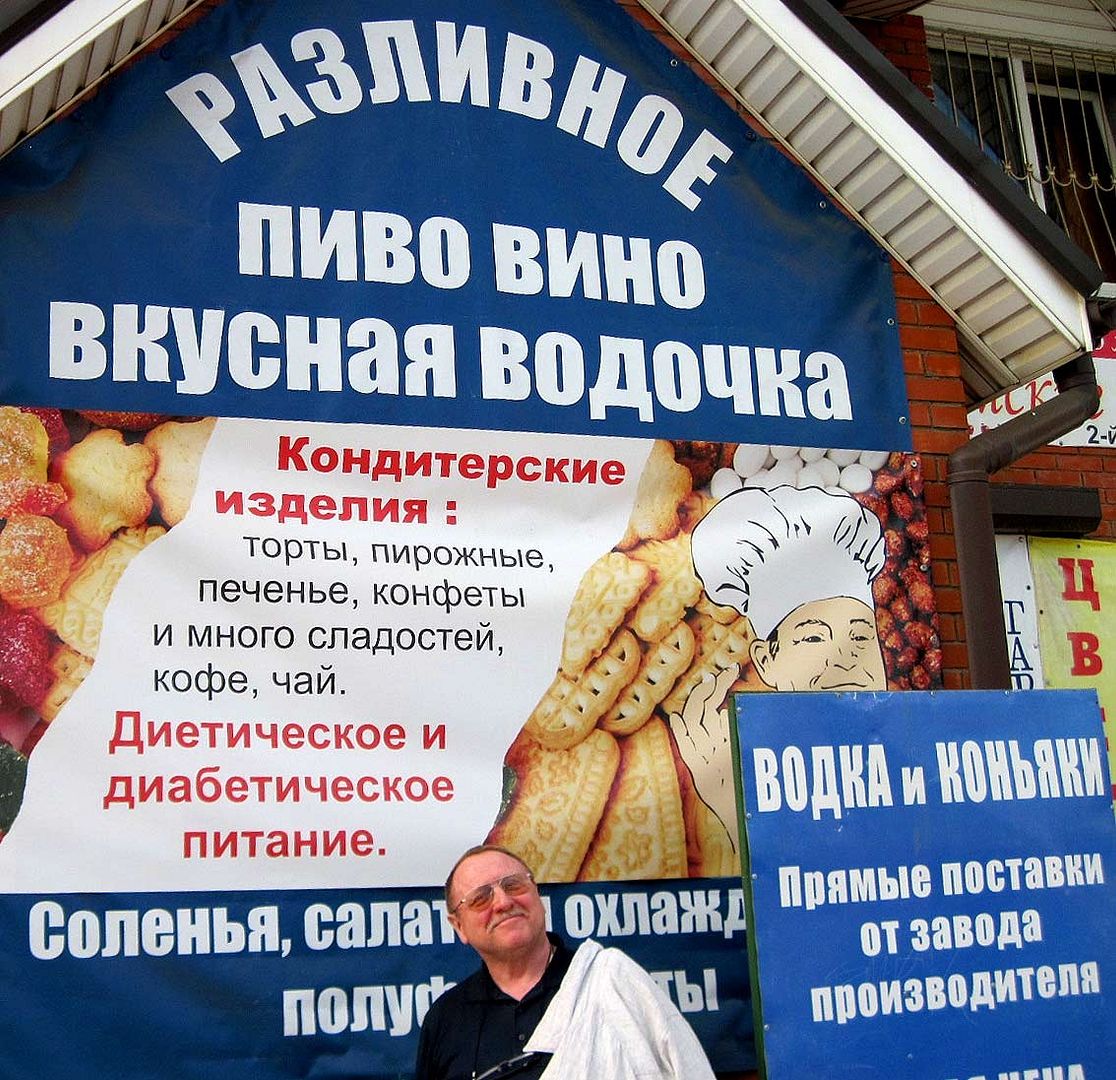 РАЗЛИВНОЕ
ПИВО ВИНО
ВКУСНАЯ ВОДОЧКА
Кондитерские
изделия :
торты, пирожные,
печенье, конфеты
и много сладостей,
кофе, чай.
Диетическое и
диабетическое
питание.
Соленья,
ВОДКА и КОНЬЯКИ
Прямые поставки
от завода
производителя
2-й
Ц
В